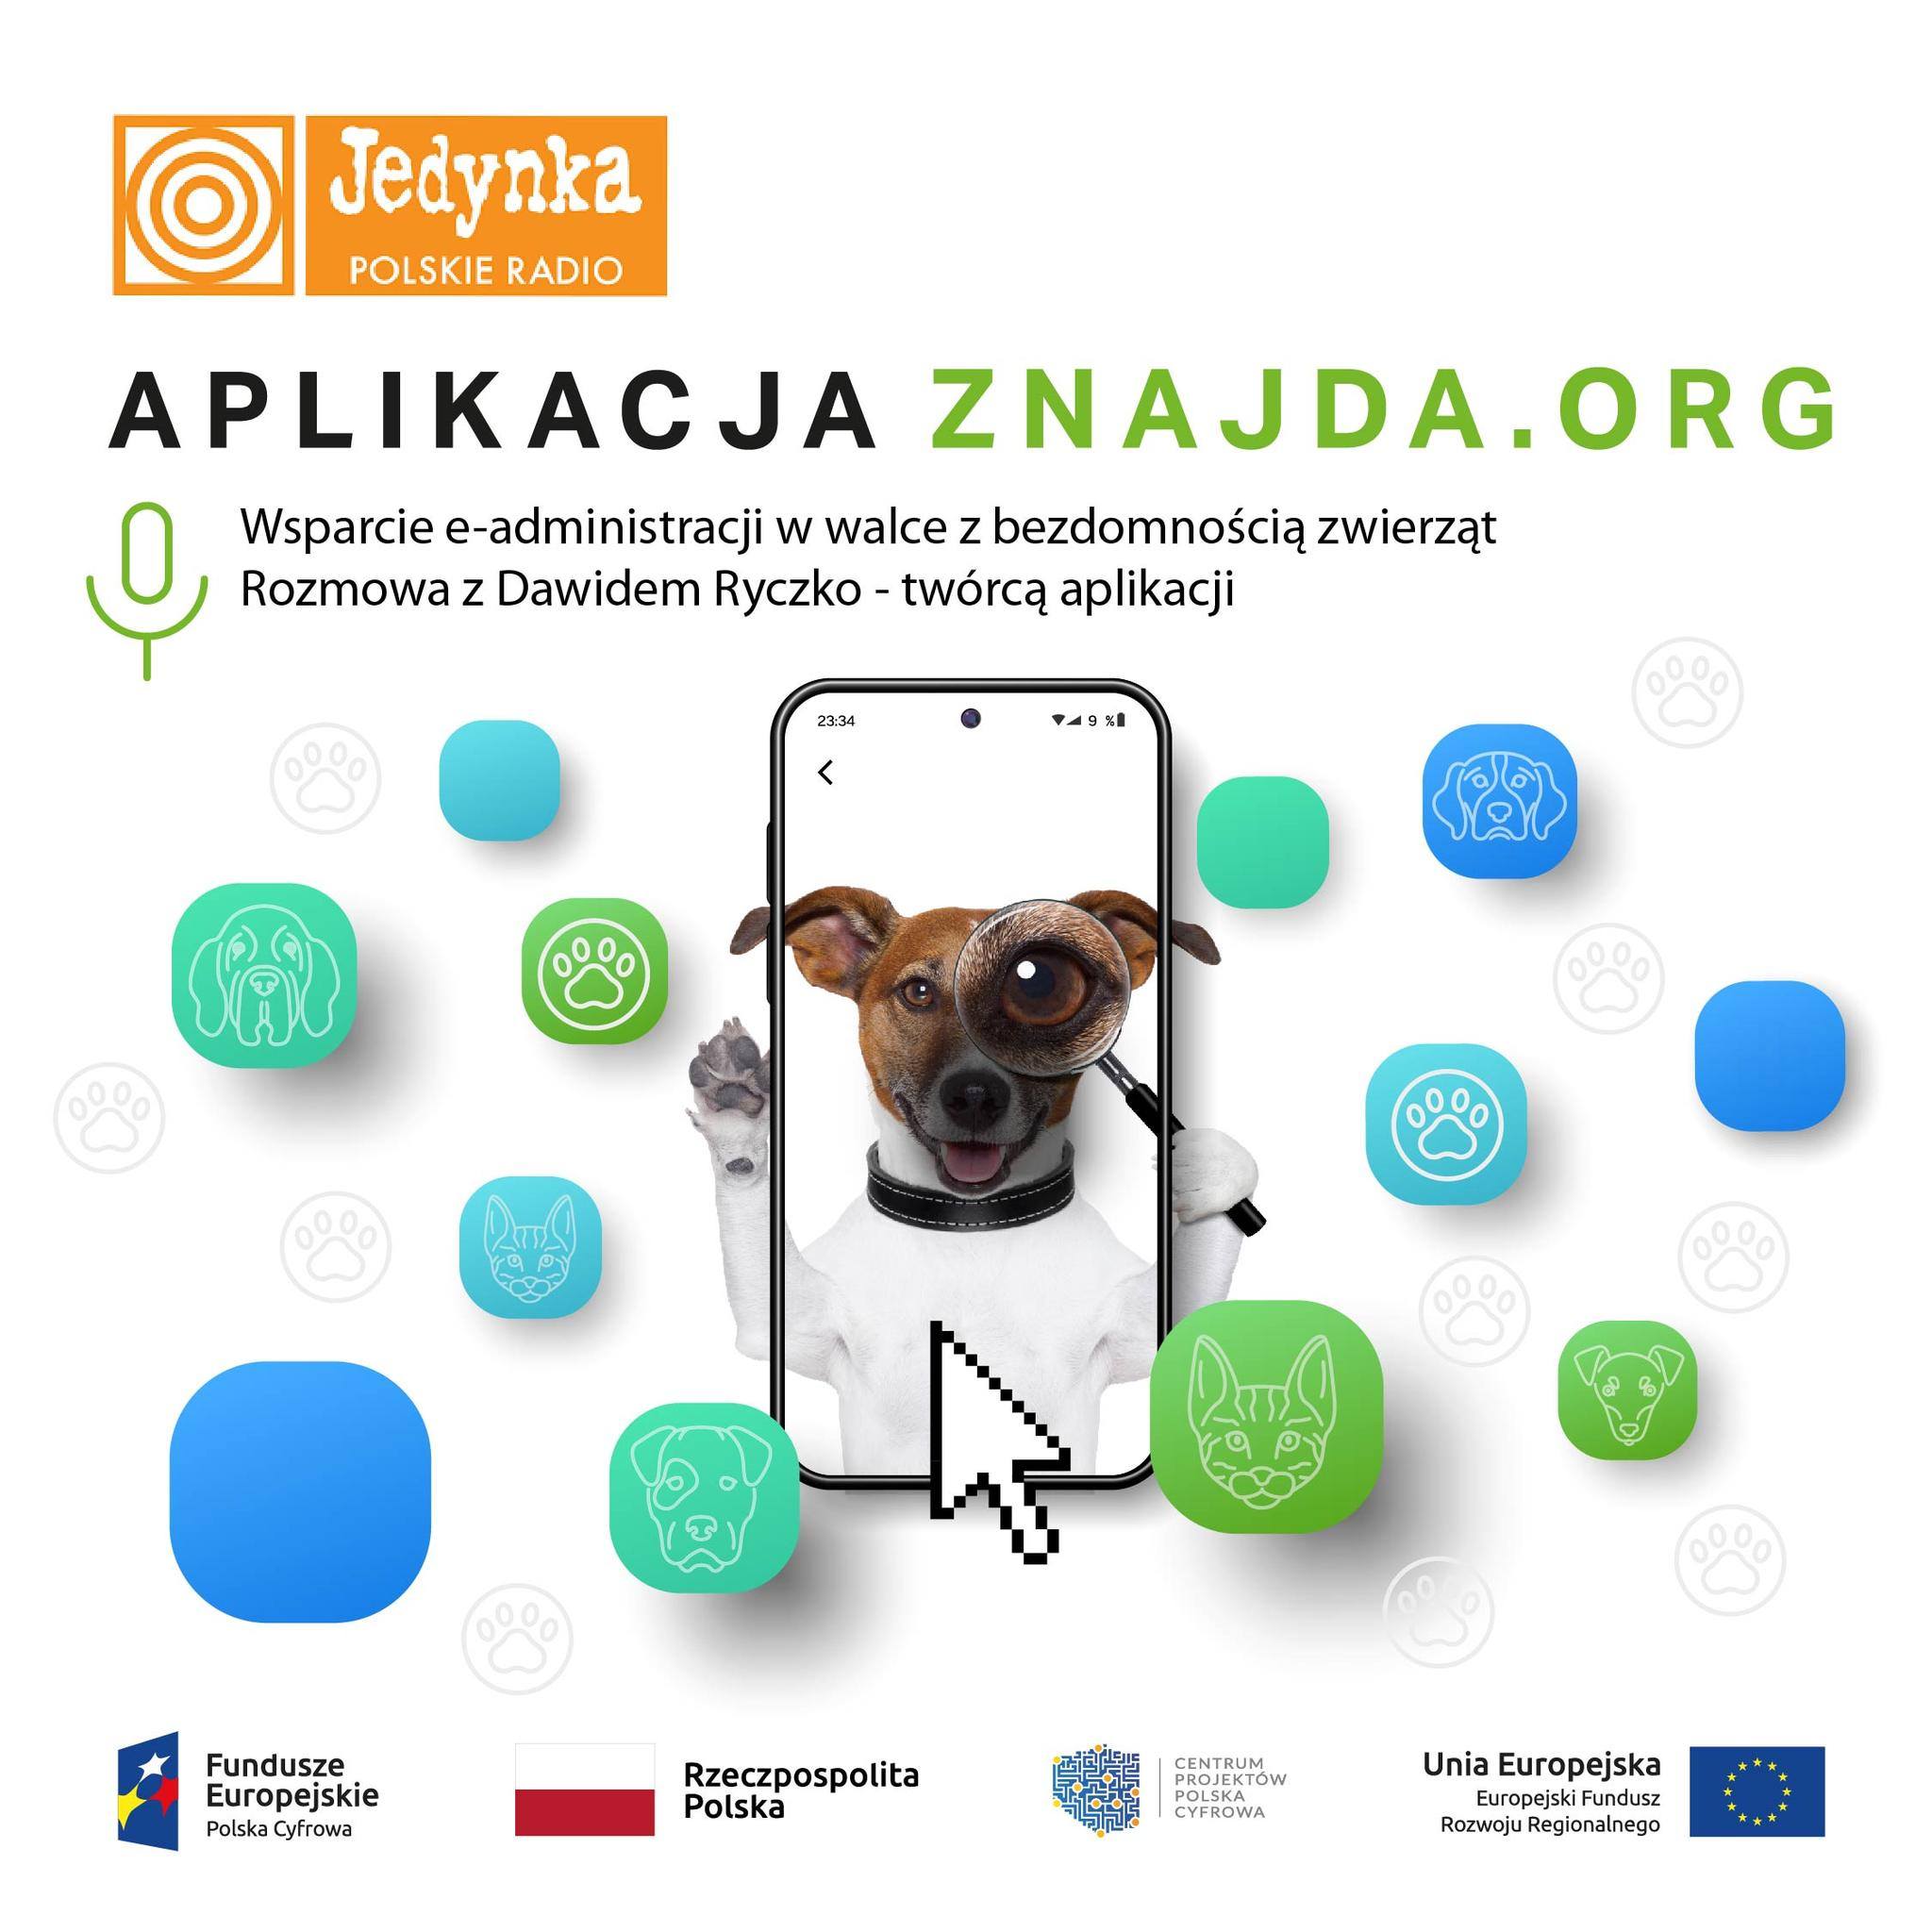 Jedynka
POLSKIE RADIO
APLIKACJA ZNAJDA.ORG
Wsparcie e-administracji w walce z bezdomnością zwierząt
Rozmowa z Dawidem Ryczko - twórcą aplikacji
23:34 9 %
Fundusze
Europejskie
Polska Cyfrowa
Rzeczpospolita
Polska
CENTRUM
PROJEKTÓW
POLSKA
CYFROWA
Unia Europejska
Europejski Fundusz
Rozwoju Regionalnego